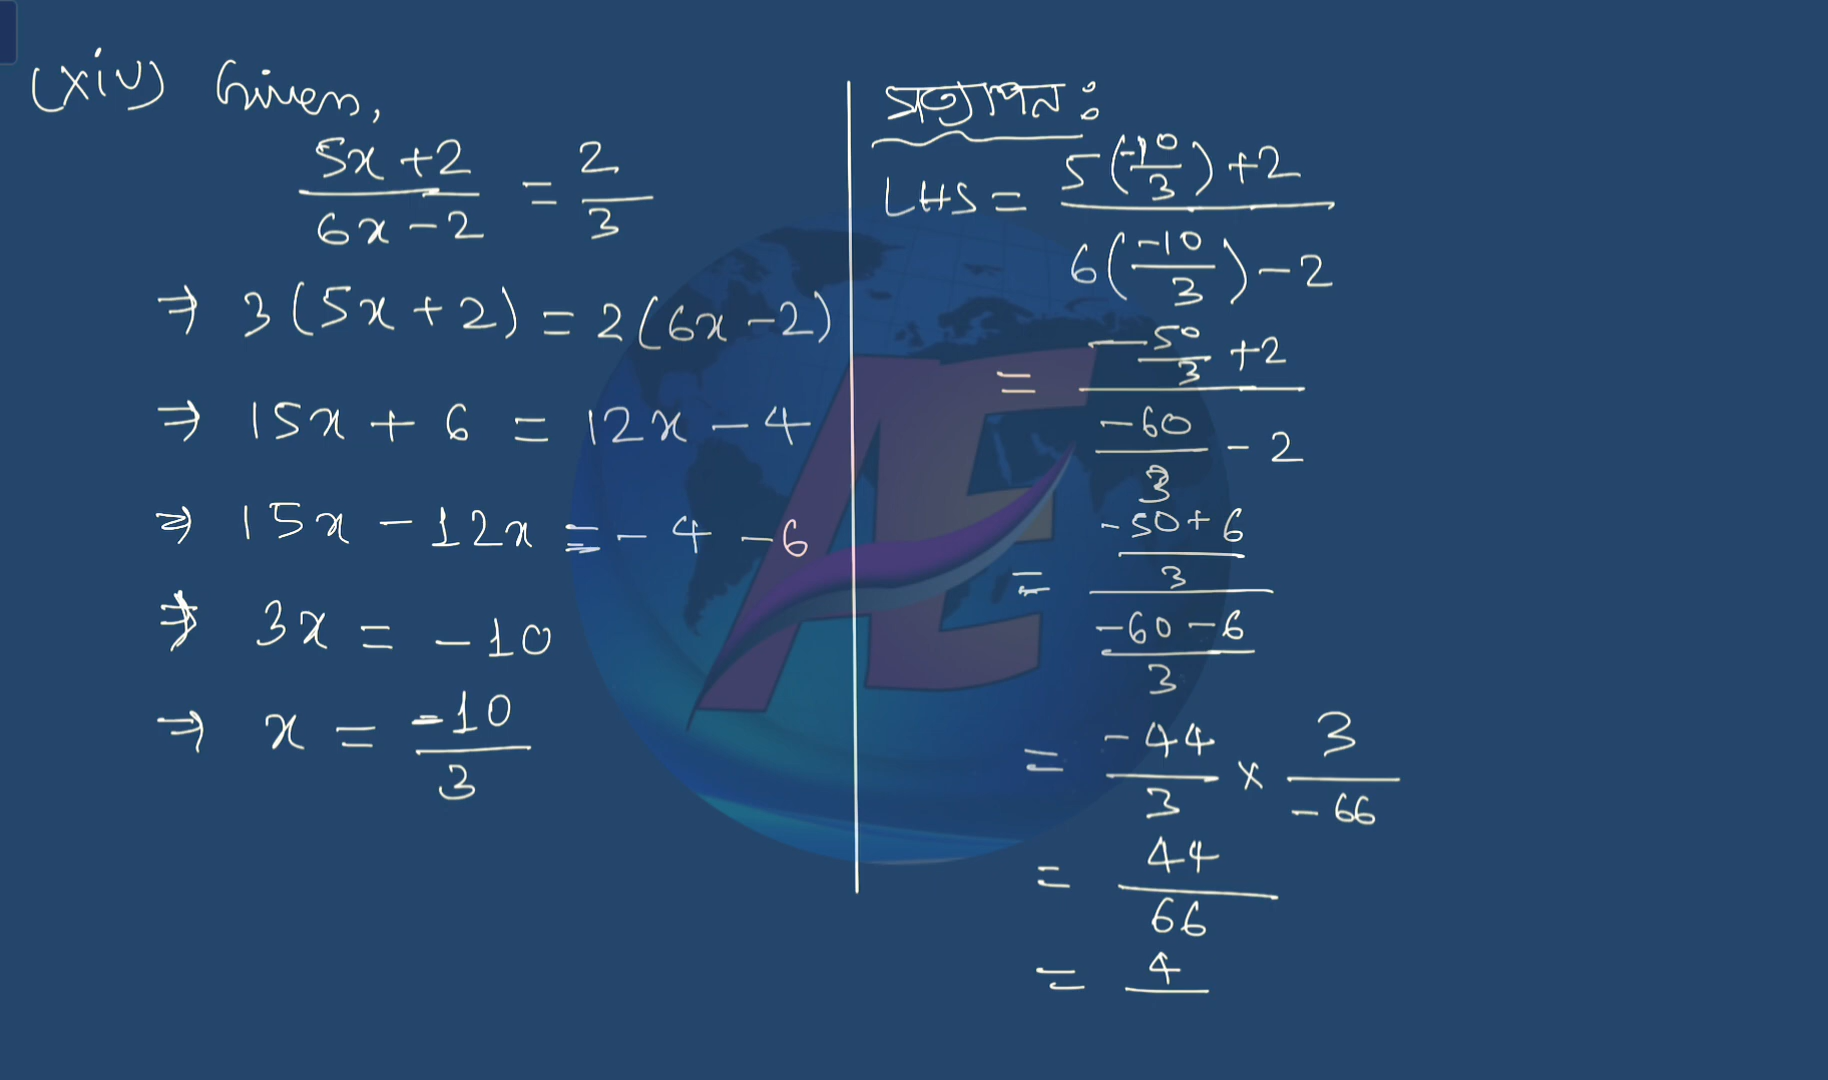 (xiv) Given,
(5x+2)/(6x-2) = 2/3
⇒ 3(5x+2) = 2(6x-2)
⇒ 15x + 6 = 12x - 4
⇒ 15x - 12x = - 4 - 6
⇒ 3x = - 10
⇒ x = -10/3
সত্যাপন :
LHS = (5(-10/3)+2)/(6(-10/3)-2)
= (-50/3 +2)/(-60/3 - 2)
= ((-50+6)/3)/((-60-6)/3)
= -44/3 × 3/-66
= 44/66
= 4/
AE